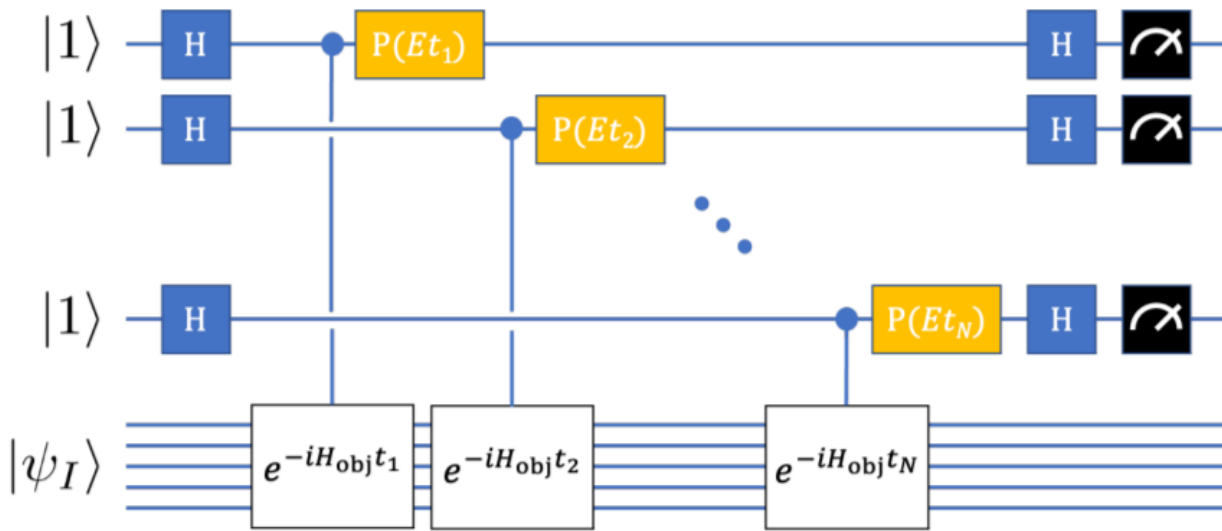 |1⟩ H P(Et₁) H
|1⟩ H P(Et₂) H
|1⟩ H P(Et_N) H
|ψ_I⟩ e^{-iH_obj t₁} e^{-iH_obj t₂} e^{-iH_obj t_N}